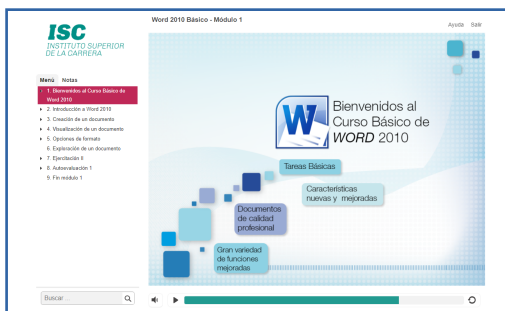 ISC
INSTITUTO SUPERIOR
DE LA CARRERA
Word 2010 Básico - Módulo 1
Ayuda Salir
Menú Notas
1. Bienvenidos al Curso Básico de
Word 2010
2. Introducción a Word 2010
3. Creación de un documento
4. Visualización de un documento
5. Opciones de formato
6. Exploración de un documento
7. Ejercitación II
8. Autoevaluación 1
9. Fin módulo 1
Buscar ...
W
Bienvenidos al
Curso Básico de
WORD 2010
Tareas Básicas
Características
nuevas y mejoradas
Documentos
de calidad
profesional
Gran variedad
de funciones
mejoradas